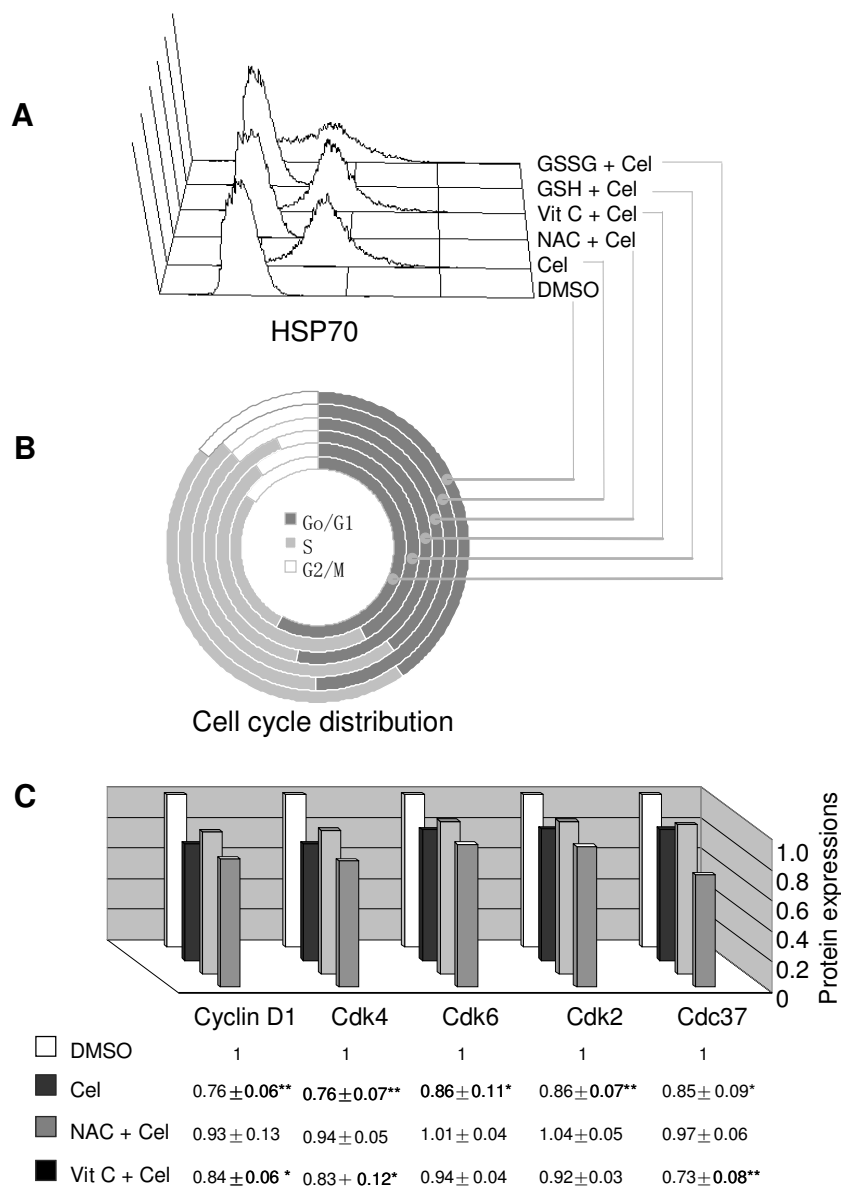 A
GSSG + Cel
GSH + Cel
Vit C + Cel
NAC + Cel
Cel
DMSO
HSP70
B
Go/G1
S
G2/M
Cell cycle distribution
C
1.0
0.8
0.6
0.4
0.2
0
Protein expressions
Cyclin D1 Cdk4 Cdk6 Cdk2 Cdc37
DMSO 1 1 1 1 1
Cel 0.76±0.06** 0.76±0.07** 0.86±0.11* 0.86±0.07** 0.85±0.09*
NAC + Cel 0.93±0.13 0.94±0.05 1.01±0.04 1.04±0.05 0.97±0.06
Vit C + Cel 0.84±0.06 * 0.83+ 0.12* 0.94±0.04 0.92±0.03 0.73±0.08**